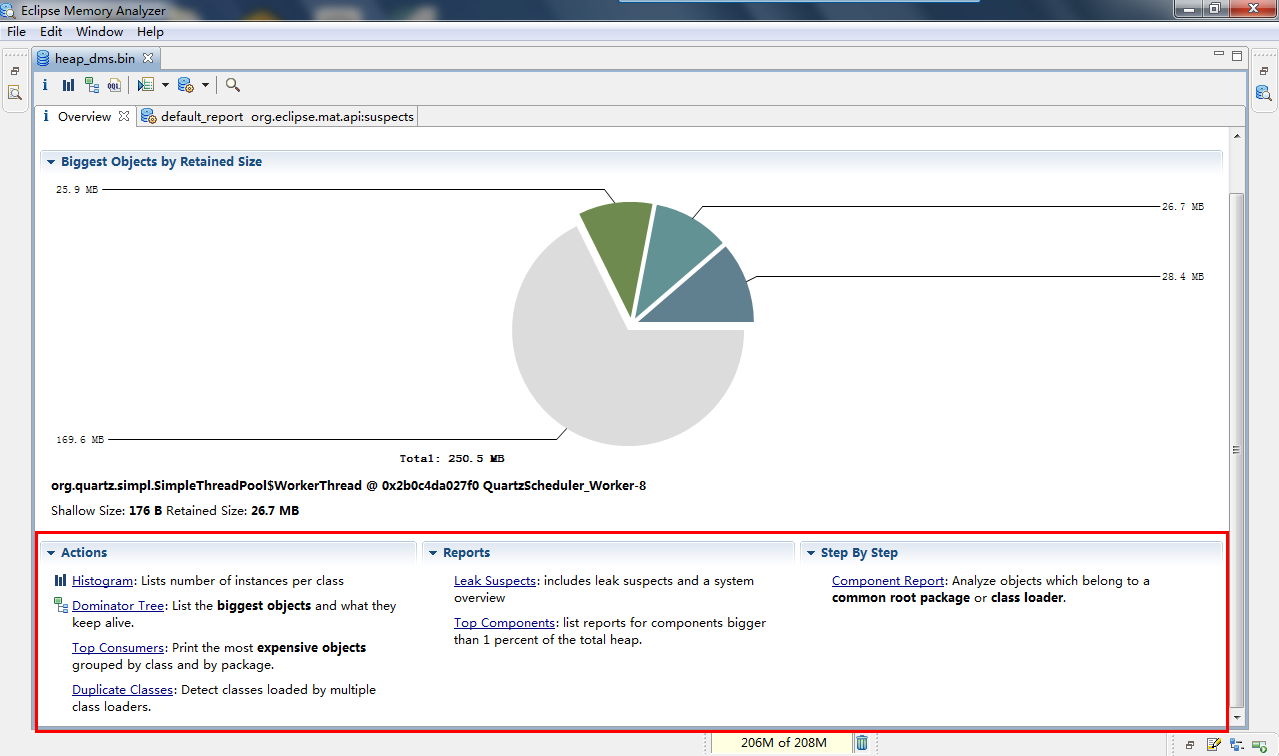 Eclipse Memory Analyzer
File Edit Window Help
heap_dms.bin
i OQL
i Overview default_report org.eclipse.mat.api:suspects
Biggest Objects by Retained Size
25.9 MB
26.7 MB
28.4 MB
169.6 MB
Total: 250.5 MB
org.quartz.simpl.SimpleThreadPool$WorkerThread @ 0x2b0c4da027f0 QuartzScheduler_Worker-8
Shallow Size: 176 B Retained Size: 26.7 MB
Actions
Histogram: Lists number of instances per class
Dominator Tree: List the biggest objects and what they
keep alive.
Top Consumers: Print the most expensive objects
grouped by class and by package.
Duplicate Classes: Detect classes loaded by multiple
class loaders.
Reports
Leak Suspects: includes leak suspects and a system
overview
Top Components: list reports for components bigger
than 1 percent of the total heap.
Step By Step
Component Report: Analyze objects which belong to a
common root package or class loader.
206M of 208M